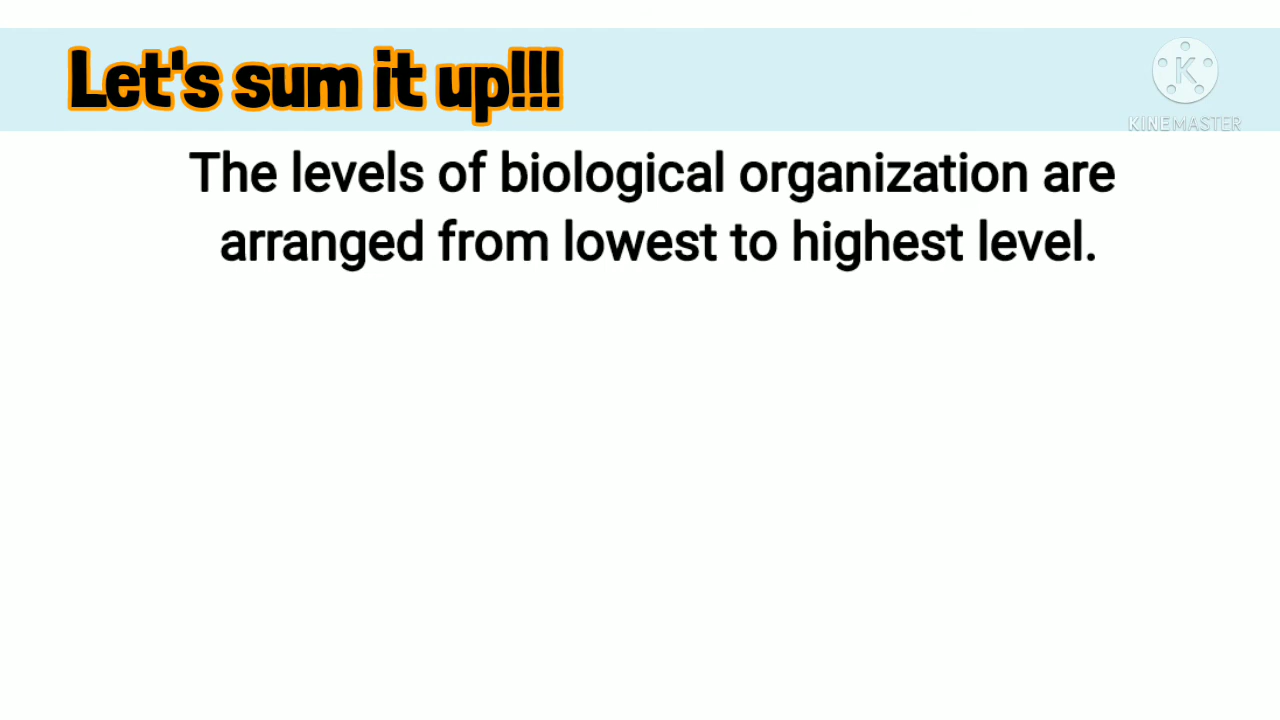 Let's sum it up!!!
K
KINEMASTER
The levels of biological organization are
arranged from lowest to highest level.